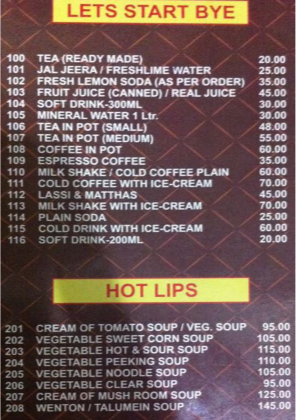 LETS START BYE
100 TEA (READY MADE) 20.00
101 JAL JEERA / FRESHLIME WATER 25.00
102 FRESH LEMON SODA (AS PER ORDER) 35.00
103 FRUIT JUICE (CANNED) / REAL JUICE 45.00
104 SOFT DRINK-300ML 30.00
105 MINERAL WATER 1 Ltr. 30.00
106 TEA IN POT (SMALL) 48.00
107 TEA IN POT (MEDIUM) 55.00
108 COFFEE IN POT 60.00
109 ESPRESSO COFFEE 35.00
110 MILK SHAKE / COLD COFFEE PLAIN 60.00
111 COLD COFFEE WITH ICE-CREAM 70.00
112 LASSI & MATTHAS 45.00
113 MILK SHAKE WITH ICE-CREAM 70.00
114 PLAIN SODA 25.00
115 COLD DRINK WITH ICE-CREAM 60.00
116 SOFT DRINK-200ML 20.00
HOT LIPS
201 CREAM OF TOMATO SOUP / VEG. SOUP 95.00
202 VEGETABLE SWEET CORN SOUP 105.00
203 VEGETABLE HOT & SOUR SOUP 115.00
204 VEGETABLE PEEKING SOUP 110.00
205 VEGETABLE NOODLE SOUP 105.00
206 VEGETABLE CLEAR SOUP 95.00
207 CREAM OF MUSH ROOM SOUP 125.00
208 WENTON / TALUMEIN SOUP 145.00